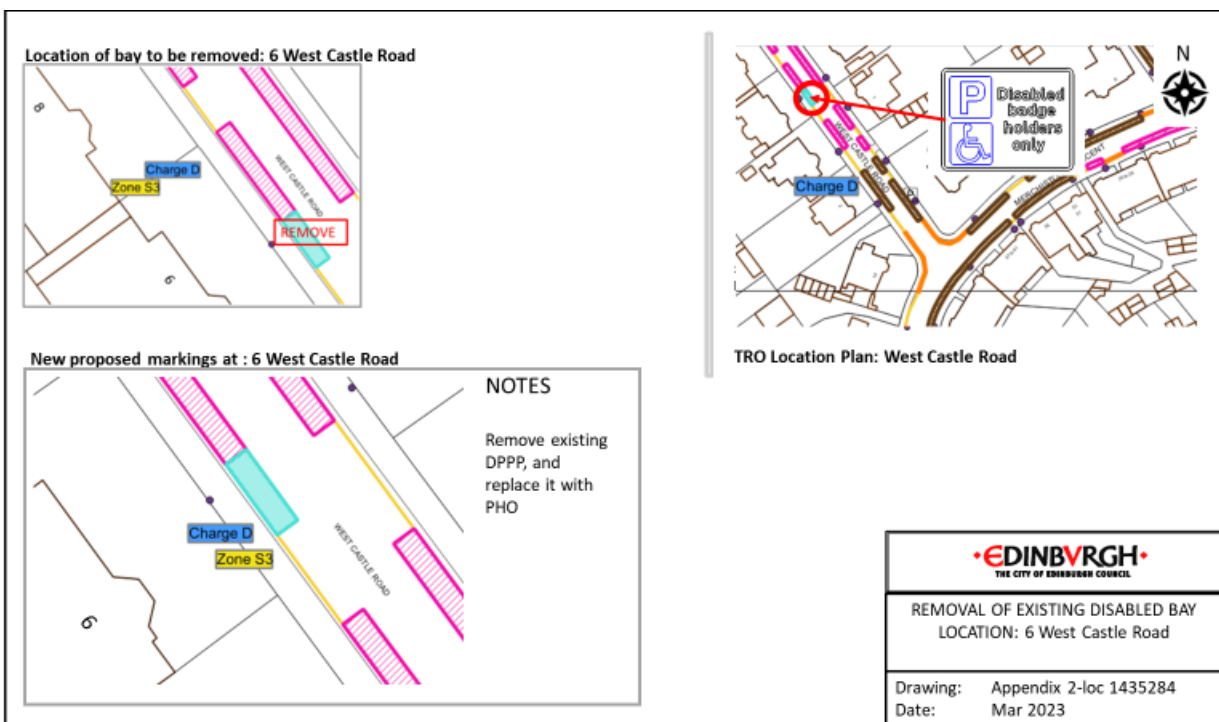 Location of bay to be removed: 6 West Castle Road
8
Charge D
Zone S3
WEST CASTLE ROAD
REMOVE
6
New proposed markings at : 6 West Castle Road
Charge D
Zone S3
WEST CASTLE ROAD
6
NOTES
Remove existing
DPPP, and
replace it with
PHO
N
P
Disabled
badge
holders
only
WEST CASTLE ROAD
Charge D
TRO Location Plan: West Castle Road
EDINBVRGH
THE CITY OF EDINBURGH COUNCIL
REMOVAL OF EXISTING DISABLED BAY
LOCATION: 6 West Castle Road
Drawing: Appendix 2-loc 1435284
Date: Mar 2023